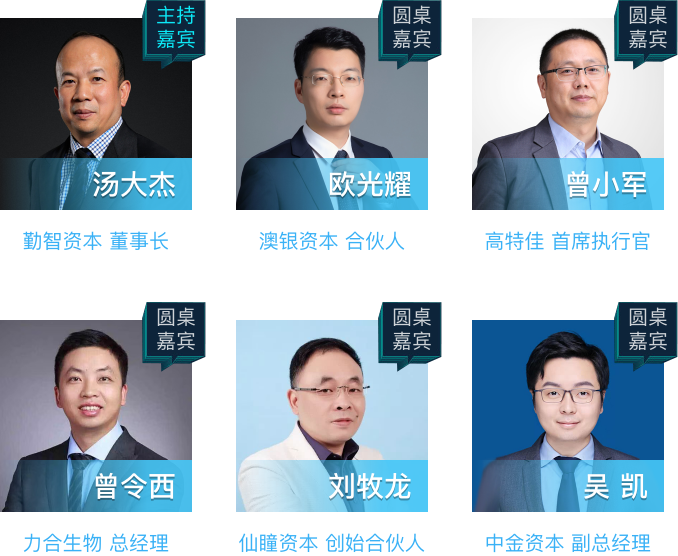 主持
嘉宾
圆桌
嘉宾
圆桌
嘉宾
汤大杰
欧光耀
曾小军
勤智资本 董事长
澳银资本 合伙人
高特佳 首席执行官
圆桌
嘉宾
圆桌
嘉宾
圆桌
嘉宾
曾令西
刘牧龙
吴 凯
力合生物 总经理
仙瞳资本 创始合伙人
中金资本 副总经理